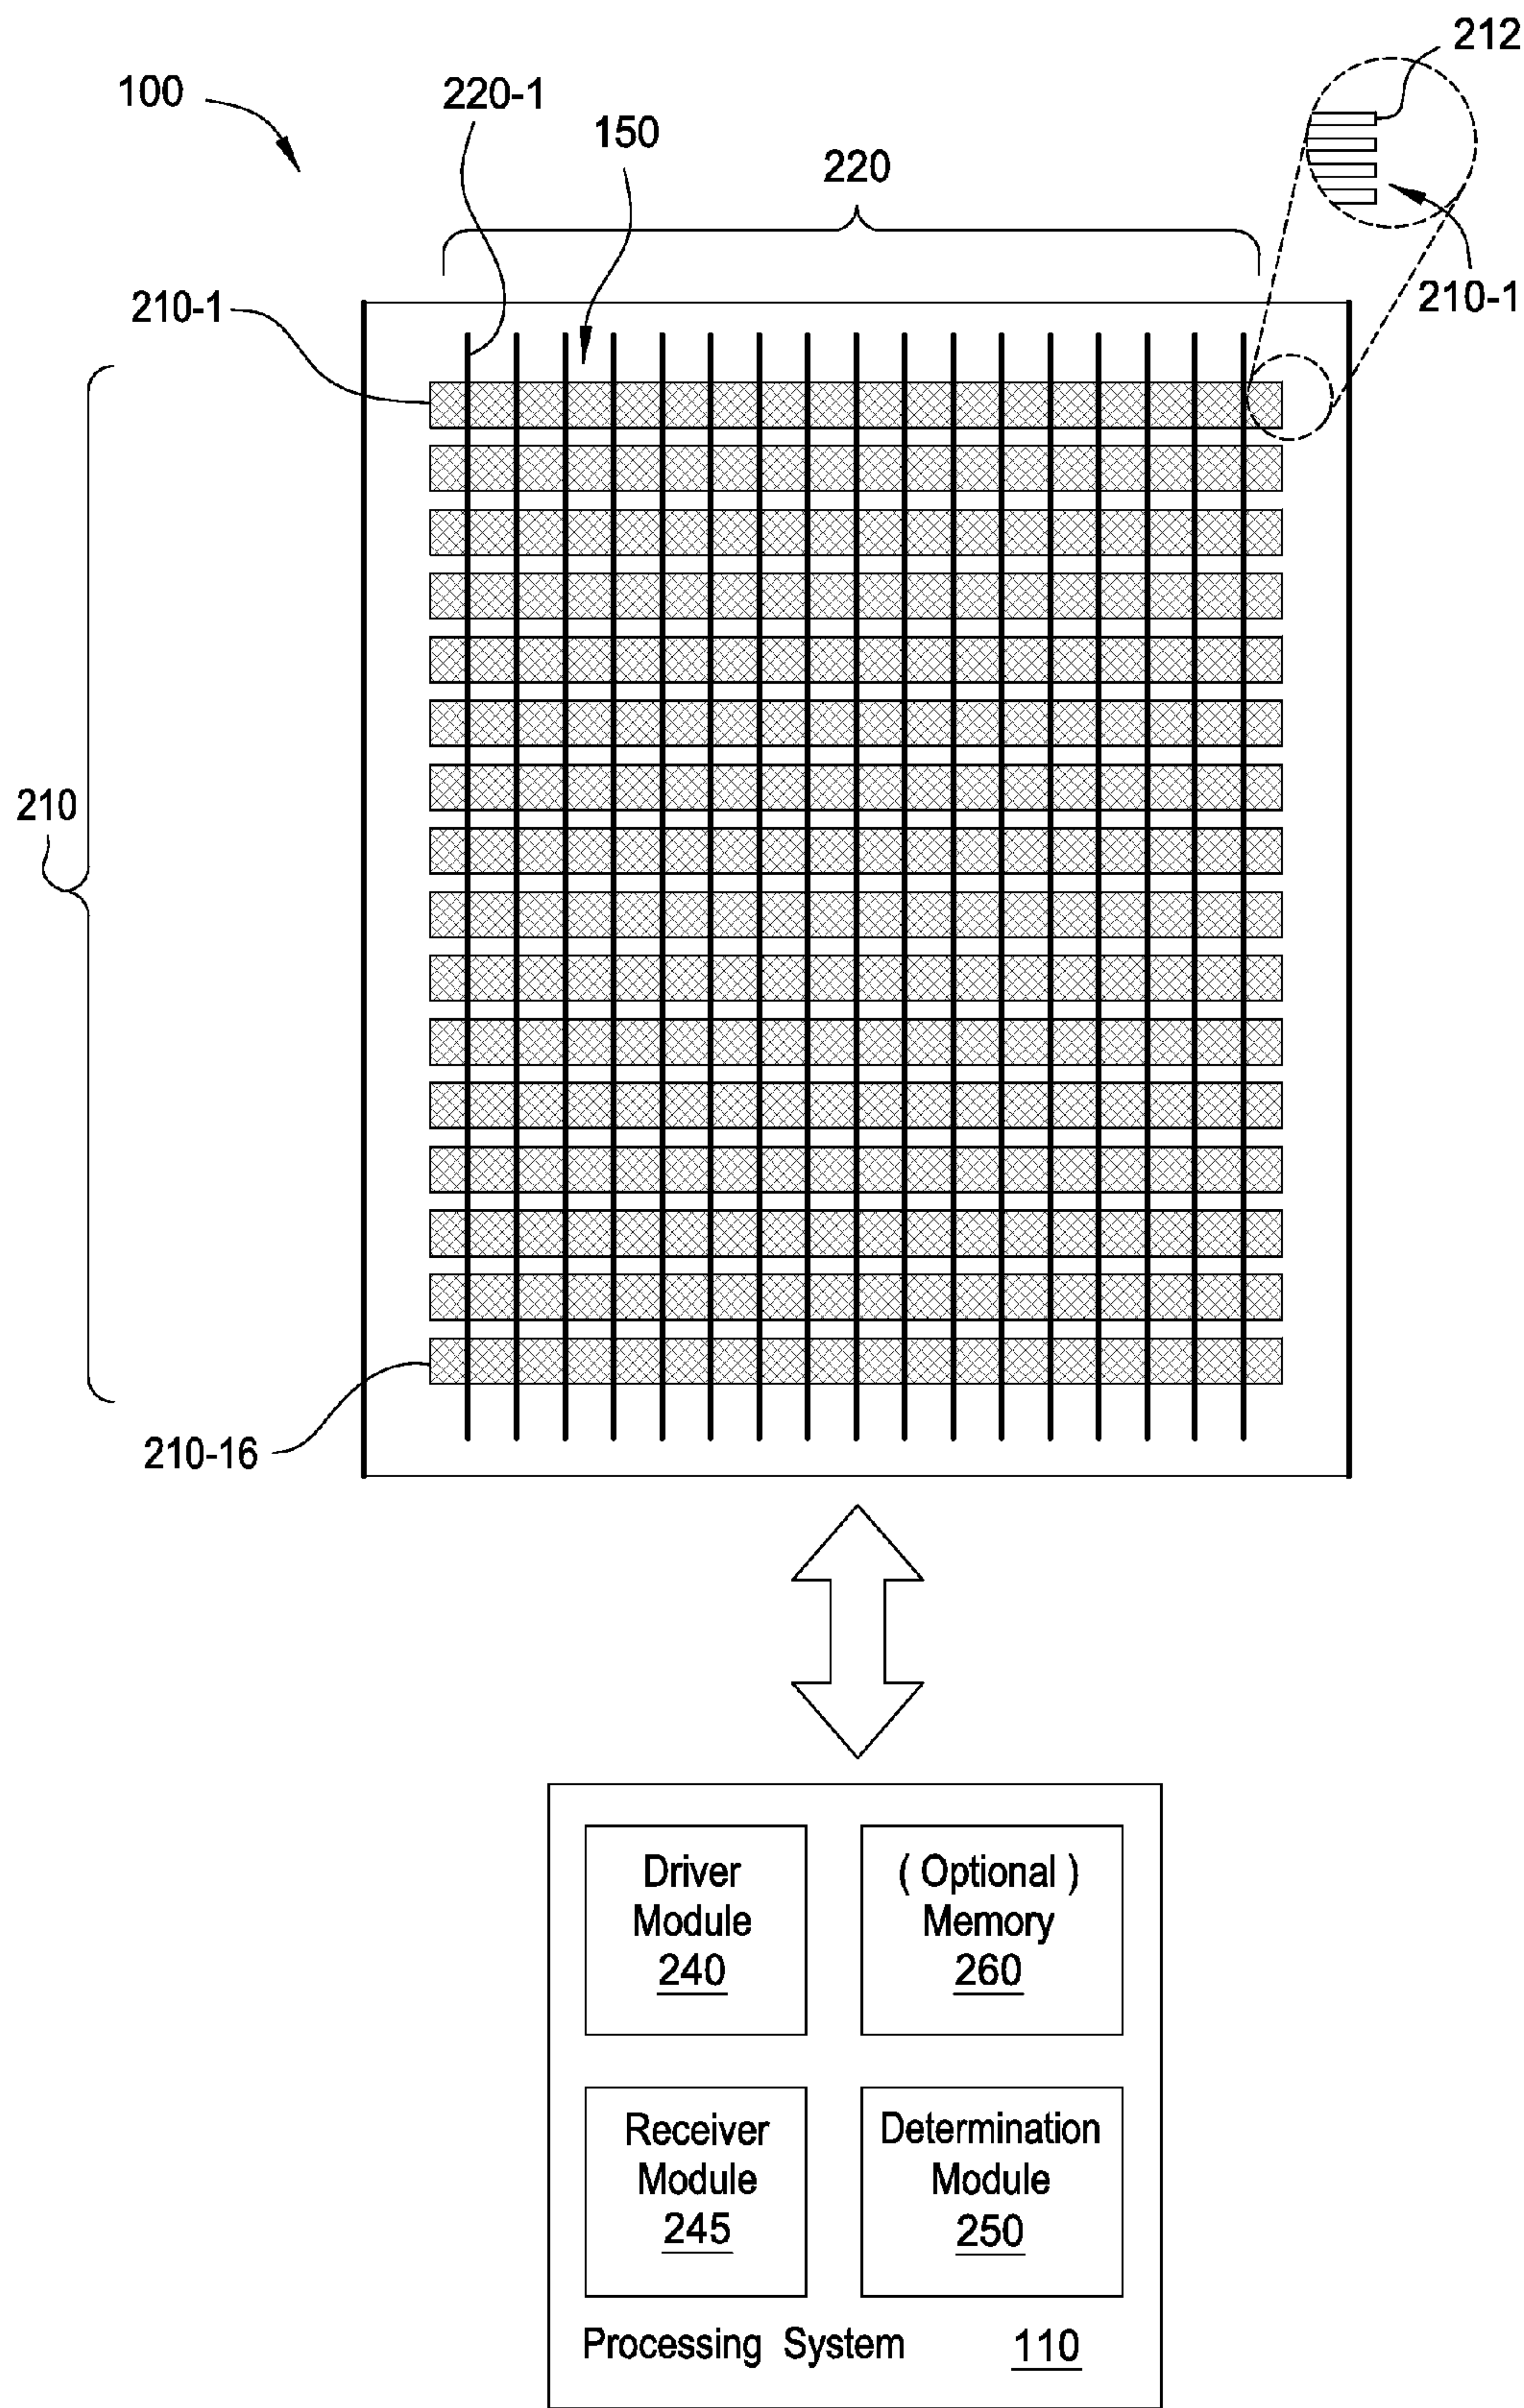 212
100
220-1
150
220
210-1
210-1
210
210-16
Driver
Module
240
( Optional )
Memory
260
Receiver
Module
245
Determination
Module
250
Processing System 110